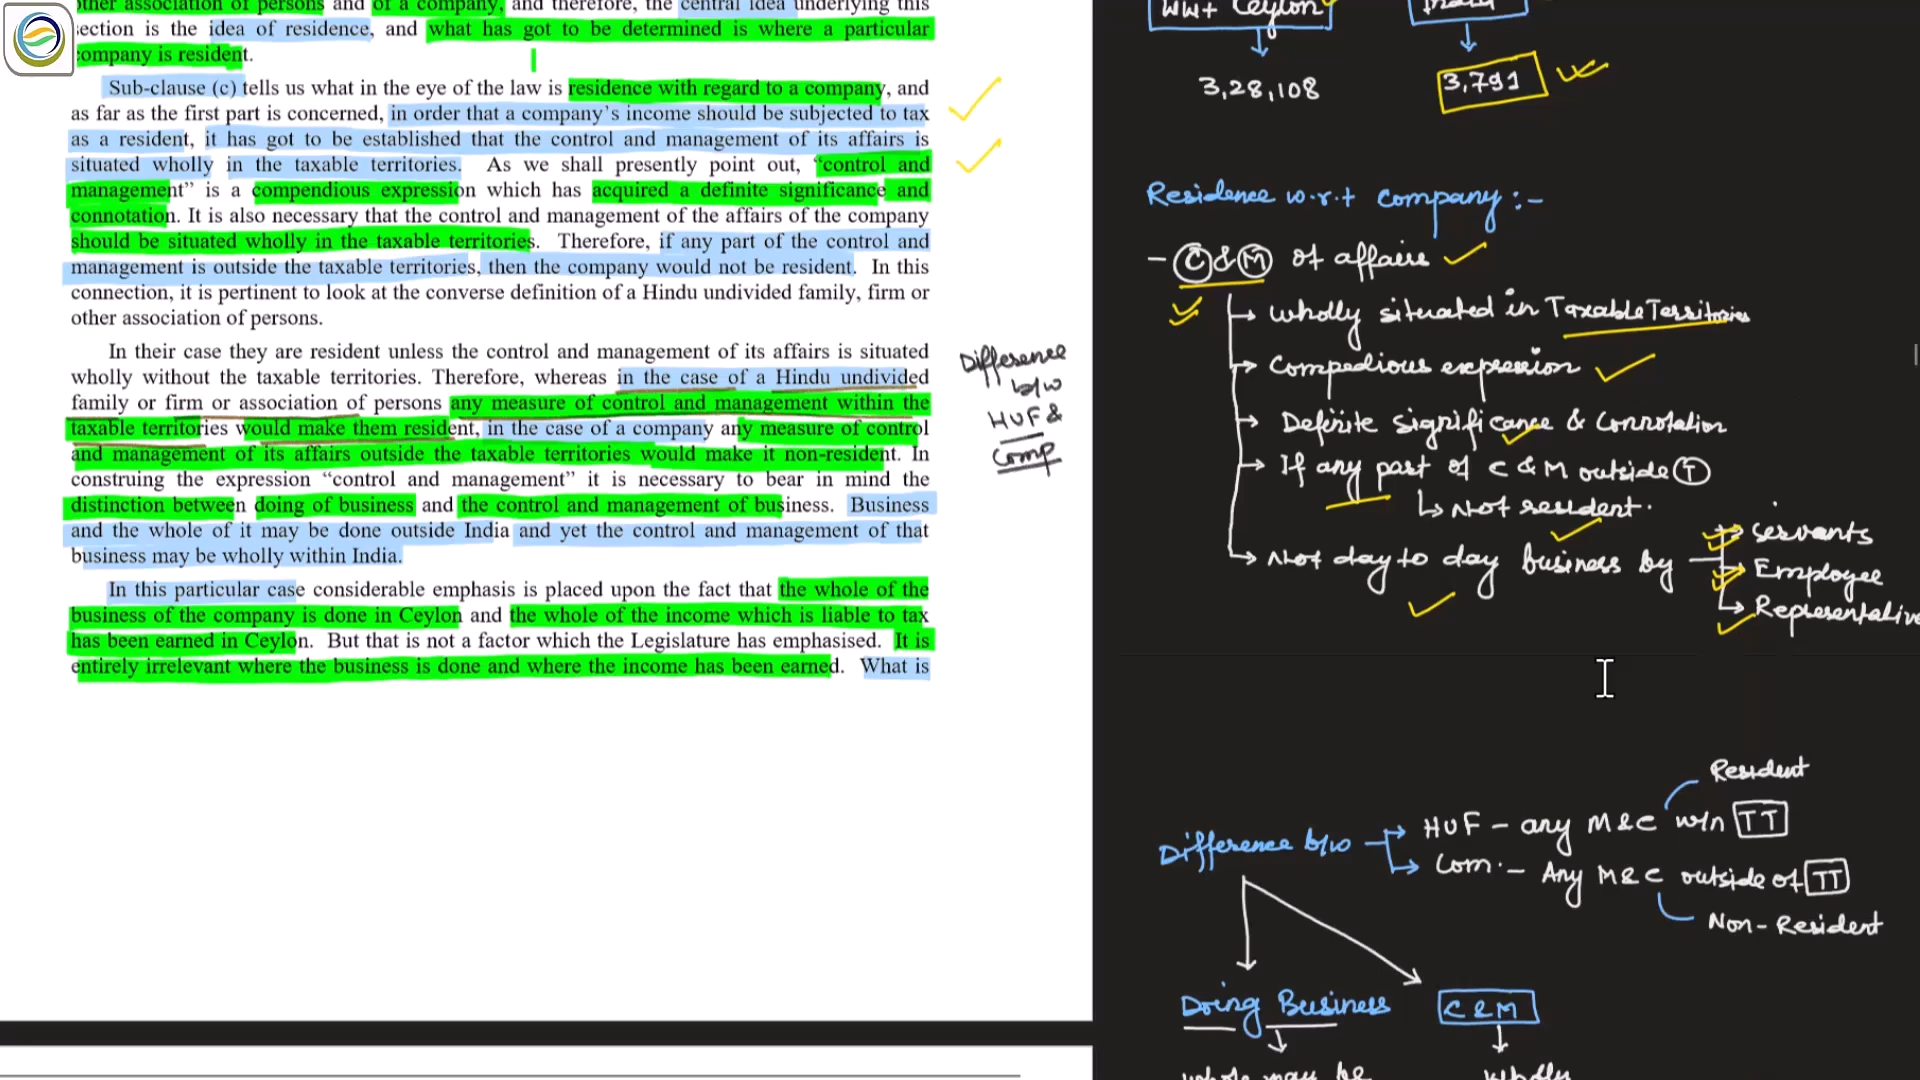 other association of persons and of a company, and therefore, the central idea underlying this
section is the idea of residence, and what has got to be determined is where a particular
company is resident.
Sub-clause (c) tells us what in the eye of the law is residence with regard to a company, and
as far as the first part is concerned, in order that a company's income should be subjected to tax
as a resident, it has got to be established that the control and management of its affairs is
situated wholly in the taxable territories. As we shall presently point out, "control and
management" is a compendious expression which has acquired a definite significance and
connotation. It is also necessary that the control and management of the affairs of the company
should be situated wholly in the taxable territories. Therefore, if any part of the control and
management is outside the taxable territories, then the company would not be resident. In this
connection, it is pertinent to look at the converse definition of a Hindu undivided family, firm or
other association of persons.
In their case they are resident unless the control and management of its affairs is situated
wholly without the taxable territories. Therefore, whereas in the case of a Hindu undivided
family or firm or association of persons any measure of control and management within the
taxable territories would make them resident, in the case of a company any measure of control
and management of its affairs outside the taxable territories would make it non-resident. In
construing the expression "control and management" it is necessary to bear in mind the
distinction between doing of business and the control and management of business. Business
and the whole of it may be done outside India and yet the control and management of that
business may be wholly within India.
In this particular case considerable emphasis is placed upon the fact that the whole of the
business of the company is done in Ceylon and the whole of the income which is liable to tax
has been earned in Ceylon. But that is not a factor which the Legislature has emphasised. It is
entirely irrelevant where the business is done and where the income has been earned. What is
Difference
b/w
HUF &
Comp
WW+ Ceylon
India
3,28,108
3,791
Residence w.r.t company :-
- C & M of affairs
Wholly situated in Taxable Territories
Compedious expression
Definite significance & Connotation
If any part of C & M outside T
Not resident.
Not day to day business by
Servants
Employee
Representative
Resident
Difference b/w
HUF - any M&C w/n TT
Com. - Any M&C outside of TT
Non-Resident
Doing Business
C & M
whole may be
Wholly